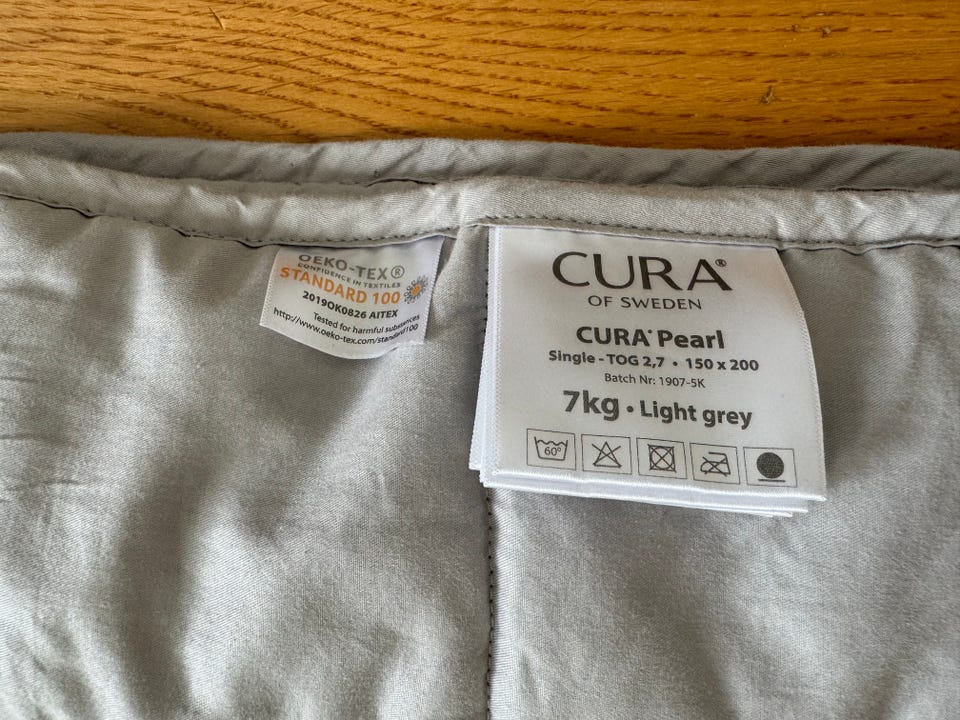 OEKO-TEX®
CONFIDENCE IN TEXTILES
STANDARD 100
2019OK0826 AITEX
Tested for harmful substances
http://www.oeko-tex.com/standard100
CURA®
OF SWEDEN
CURA® Pearl
Single - TOG 2,7 • 150 x 200
Batch Nr: 1907-5K
7kg • Light grey
60°